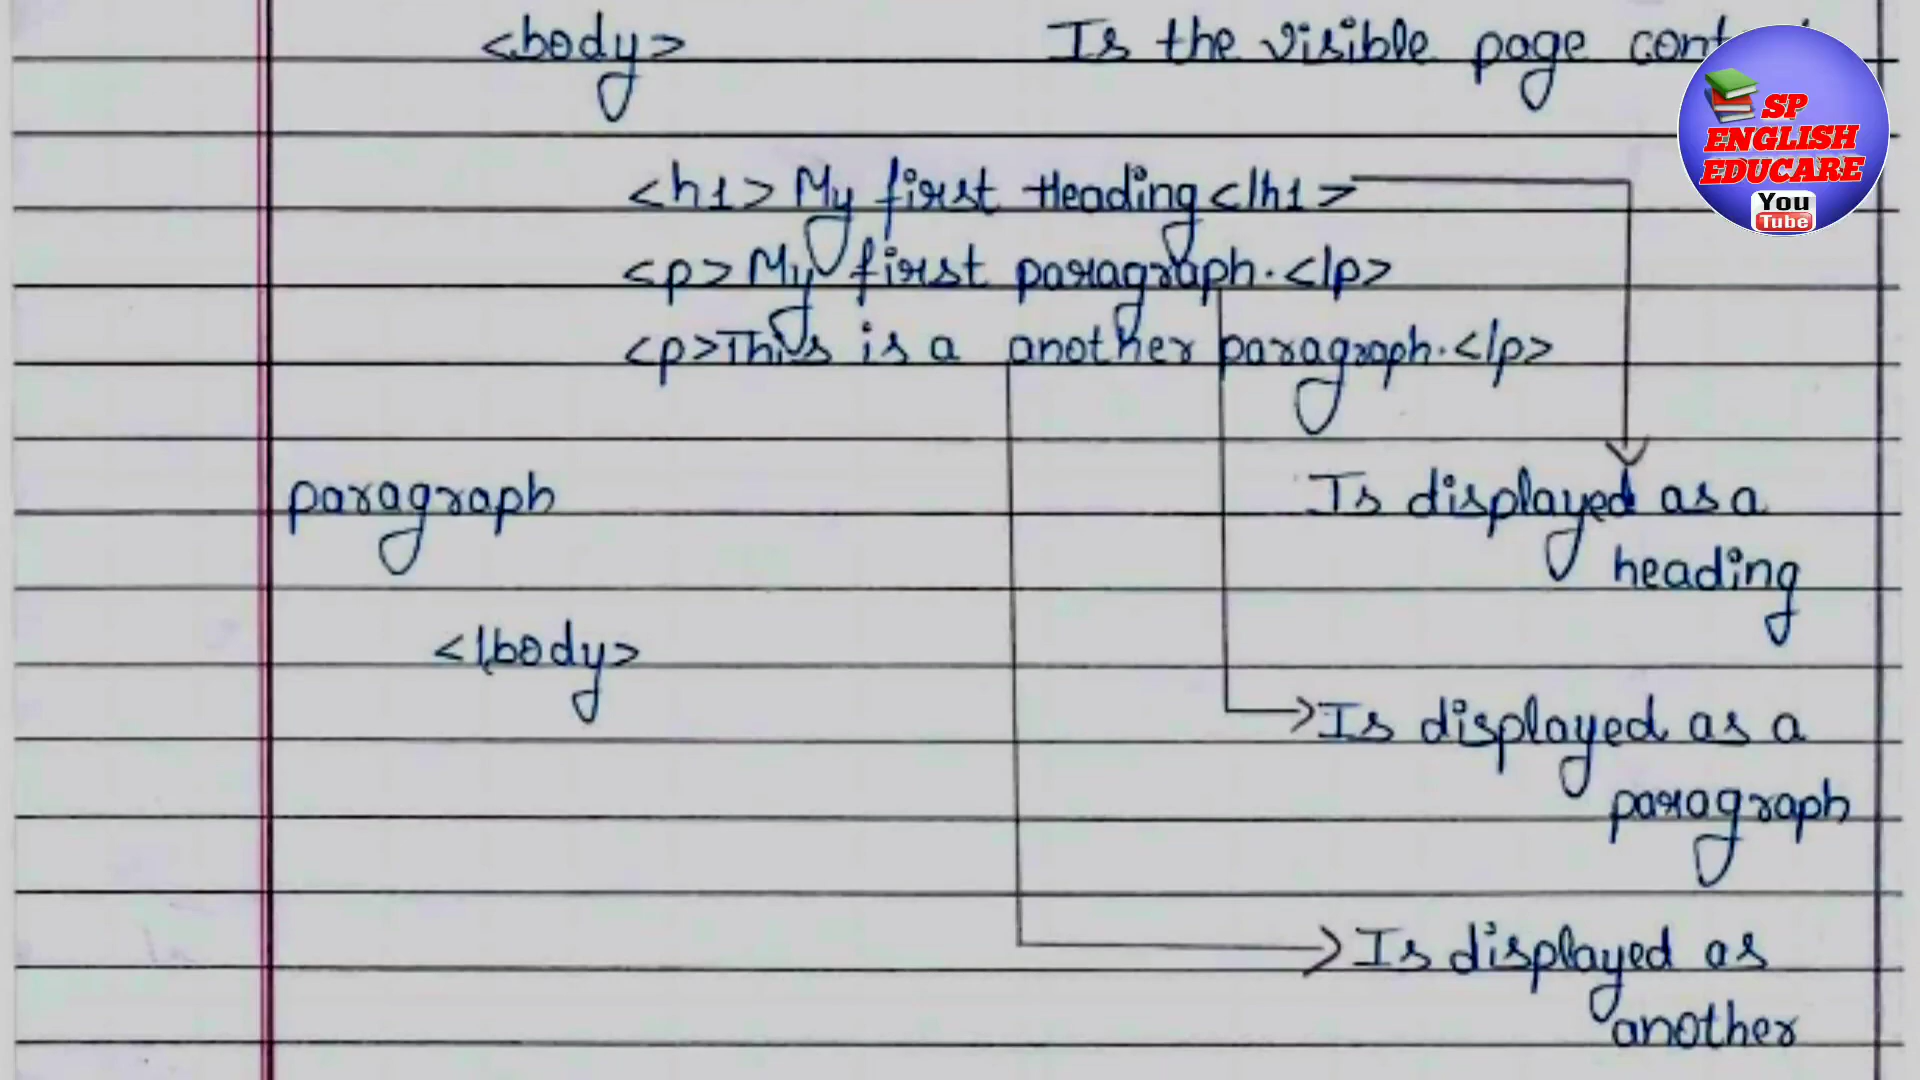 <body> Is the visible page
SP
ENGLISH
EDUCARE
You
Tube
<h1>My first Heading</h1>
<p>My first paragraph.</p>
<p>This is a another paragraph.</p>
paragraph Is displayed as a
heading
</body>
Is displayed as a
paragraph
Is displayed as
another